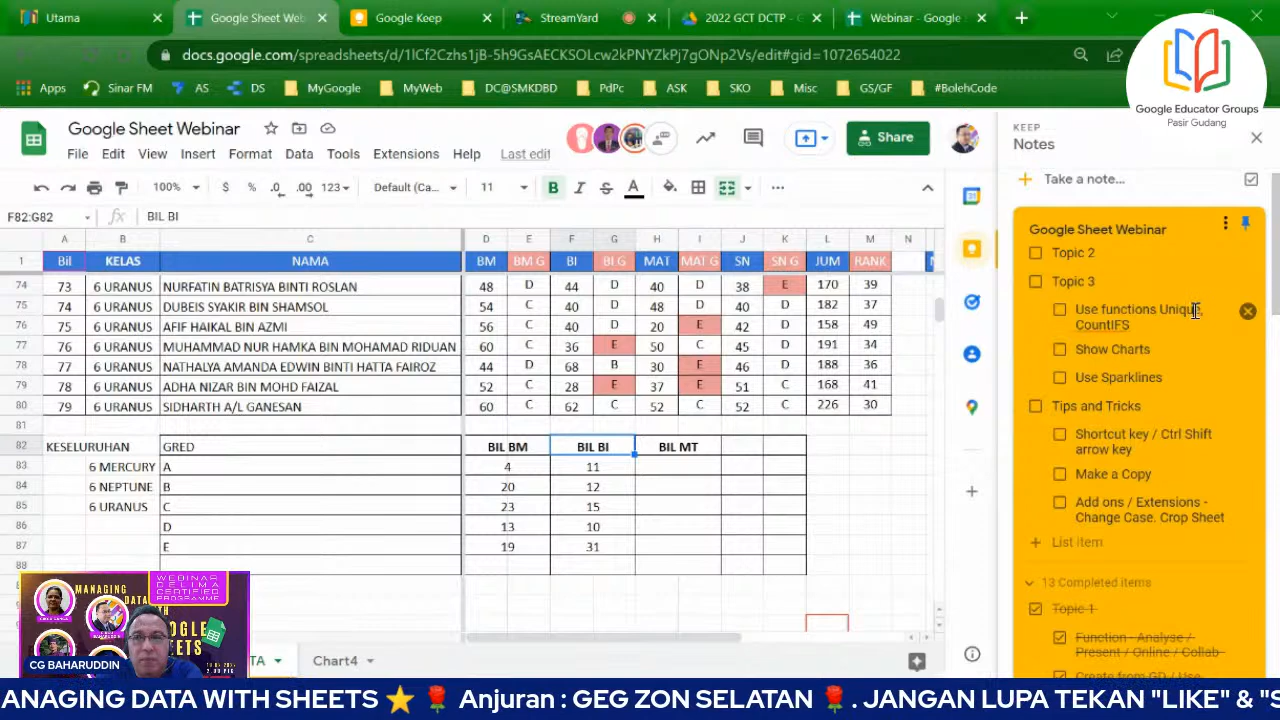 Utama
Google Sheet Web
Google Keep
StreamYard
2022 GCT DCTP - G
Webinar - Google
docs.google.com/spreadsheets/d/1lCf2Czhs1jB-5h9GsAECKSOLcw2kPNYZkPj7gONp2Vs/edit#gid=1072654022
Apps
Sinar FM
AS
DS
MyGoogle
MyWeb
DC@SMKDBD
PdPc
ASK
SKO
Misc
GS/GF
#BolehCode
Google Educator Groups
Pasir Gudang
Google Sheet Webinar
File Edit View Insert Format Data Tools Extensions Help Last edit
Share
100% $ % .0 .00 123 Default (Ca... 11 B I S A
F82:G82 fx BIL BI
A B C D E F G H I J K L M N
1 Bil KELAS NAMA BM BM G BI BI G MAT MAT G SN SN G JUM RANK
74 73 6 URANUS NURFATIN BATRISYA BINTI ROSLAN 48 D 44 D 40 D 38 E 170 39
75 74 6 URANUS DUBEIS SYAKIR BIN SHAMSOL 54 C 40 D 48 D 40 D 182 37
76 75 6 URANUS AFIF HAIKAL BIN AZMI 56 C 40 D 20 E 42 D 158 49
77 76 6 URANUS MUHAMMAD NUR HAMKA BIN MOHAMAD RIDUAN 60 C 36 E 50 C 45 D 191 34
78 77 6 URANUS NATHALYA AMANDA EDWIN BINTI HATTA FAIROZ 44 D 68 B 30 E 46 D 188 36
79 78 6 URANUS ADHA NIZAR BIN MOHD FAIZAL 52 C 28 E 37 E 51 C 168 41
80 79 6 URANUS SIDHARTH A/L GANESAN 60 C 62 C 52 C 52 C 226 30
81
82 KESELURUHAN GRED BIL BM BIL BI BIL MT
83 6 MERCURY A 4 11
84 6 NEPTUNE B 20 12
85 6 URANUS C 23 15
86 D 13 10
87 E 19 31
88
Chart4
KEEP
Notes
Take a note...
Google Sheet Webinar
Topic 2
Topic 3
Use functions Unique,
CountIFS
Show Charts
Use Sparklines
Tips and Tricks
Shortcut key / Ctrl Shift
arrow key
Make a Copy
Add ons / Extensions -
Change Case. Crop Sheet
List item
13 Completed items
Topic 1
Function - Analyse /
Present / Online / Collab
Create from GD / Use
WEBINAR
DELIMA
CERTIFIED
PROGRAMME
MANAGING
CG BAHARUDDIN
ANAGING DATA WITH SHEETS ⭐ 🌹 Anjuran : GEG ZON SELATAN 🌹. JANGAN LUPA TEKAN "LIKE" & "S